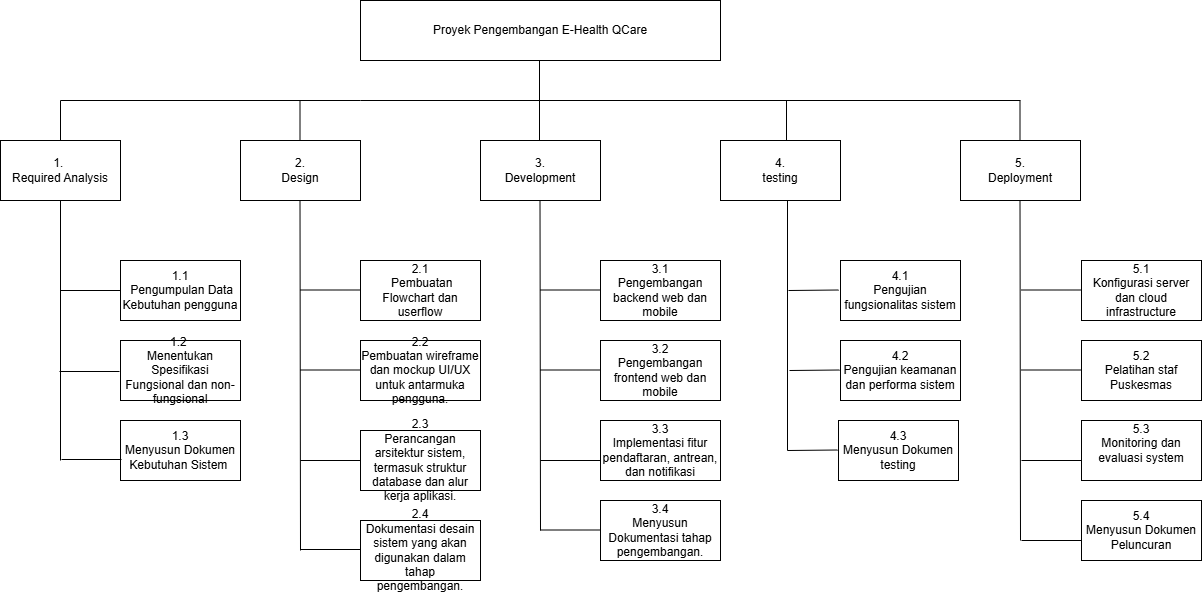 Proyek Pengembangan E-Health QCare
1.
Required Analysis
2.
Design
3.
Development
4.
testing
5.
Deployment
1.1
Pengumpulan Data
Kebutuhan pengguna
1.2
Menentukan
Spesifikasi
Fungsional dan non-
fungsional
1.3
Menyusun Dokumen
Kebutuhan Sistem
2.1
Pembuatan
Flowchart dan
userflow
2.2
Pembuatan wireframe
dan mockup UI/UX
untuk antarmuka
pengguna.
2.3
Perancangan
arsitektur sistem,
termasuk struktur
database dan alur
kerja aplikasi.
2.4
Dokumentasi desain
sistem yang akan
digunakan dalam
tahap
pengembangan.
3.1
Pengembangan
backend web dan
mobile
3.2
Pengembangan
frontend web dan
mobile
3.3
Implementasi fitur
pendaftaran, antrean,
dan notifikasi
3.4
Menyusun
Dokumentasi tahap
pengembangan.
4.1
Pengujian
fungsionalitas sistem
4.2
Pengujian keamanan
dan performa sistem
4.3
Menyusun Dokumen
testing
5.1
Konfigurasi server
dan cloud
infrastructure
5.2
Pelatihan staf
Puskesmas
5.3
Monitoring dan
evaluasi system
5.4
Menyusun Dokumen
Peluncuran